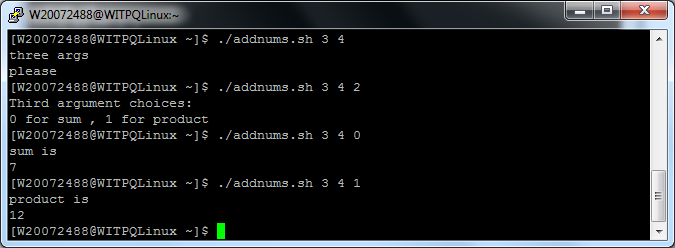 W20072488@WITPQLinux:~
[W20072488@WITPQLinux ~]$ ./addnums.sh 3 4
three args
please
[W20072488@WITPQLinux ~]$ ./addnums.sh 3 4 2
Third argument choices:
0 for sum , 1 for product
[W20072488@WITPQLinux ~]$ ./addnums.sh 3 4 0
sum is
7
[W20072488@WITPQLinux ~]$ ./addnums.sh 3 4 1
product is
12
[W20072488@WITPQLinux ~]$